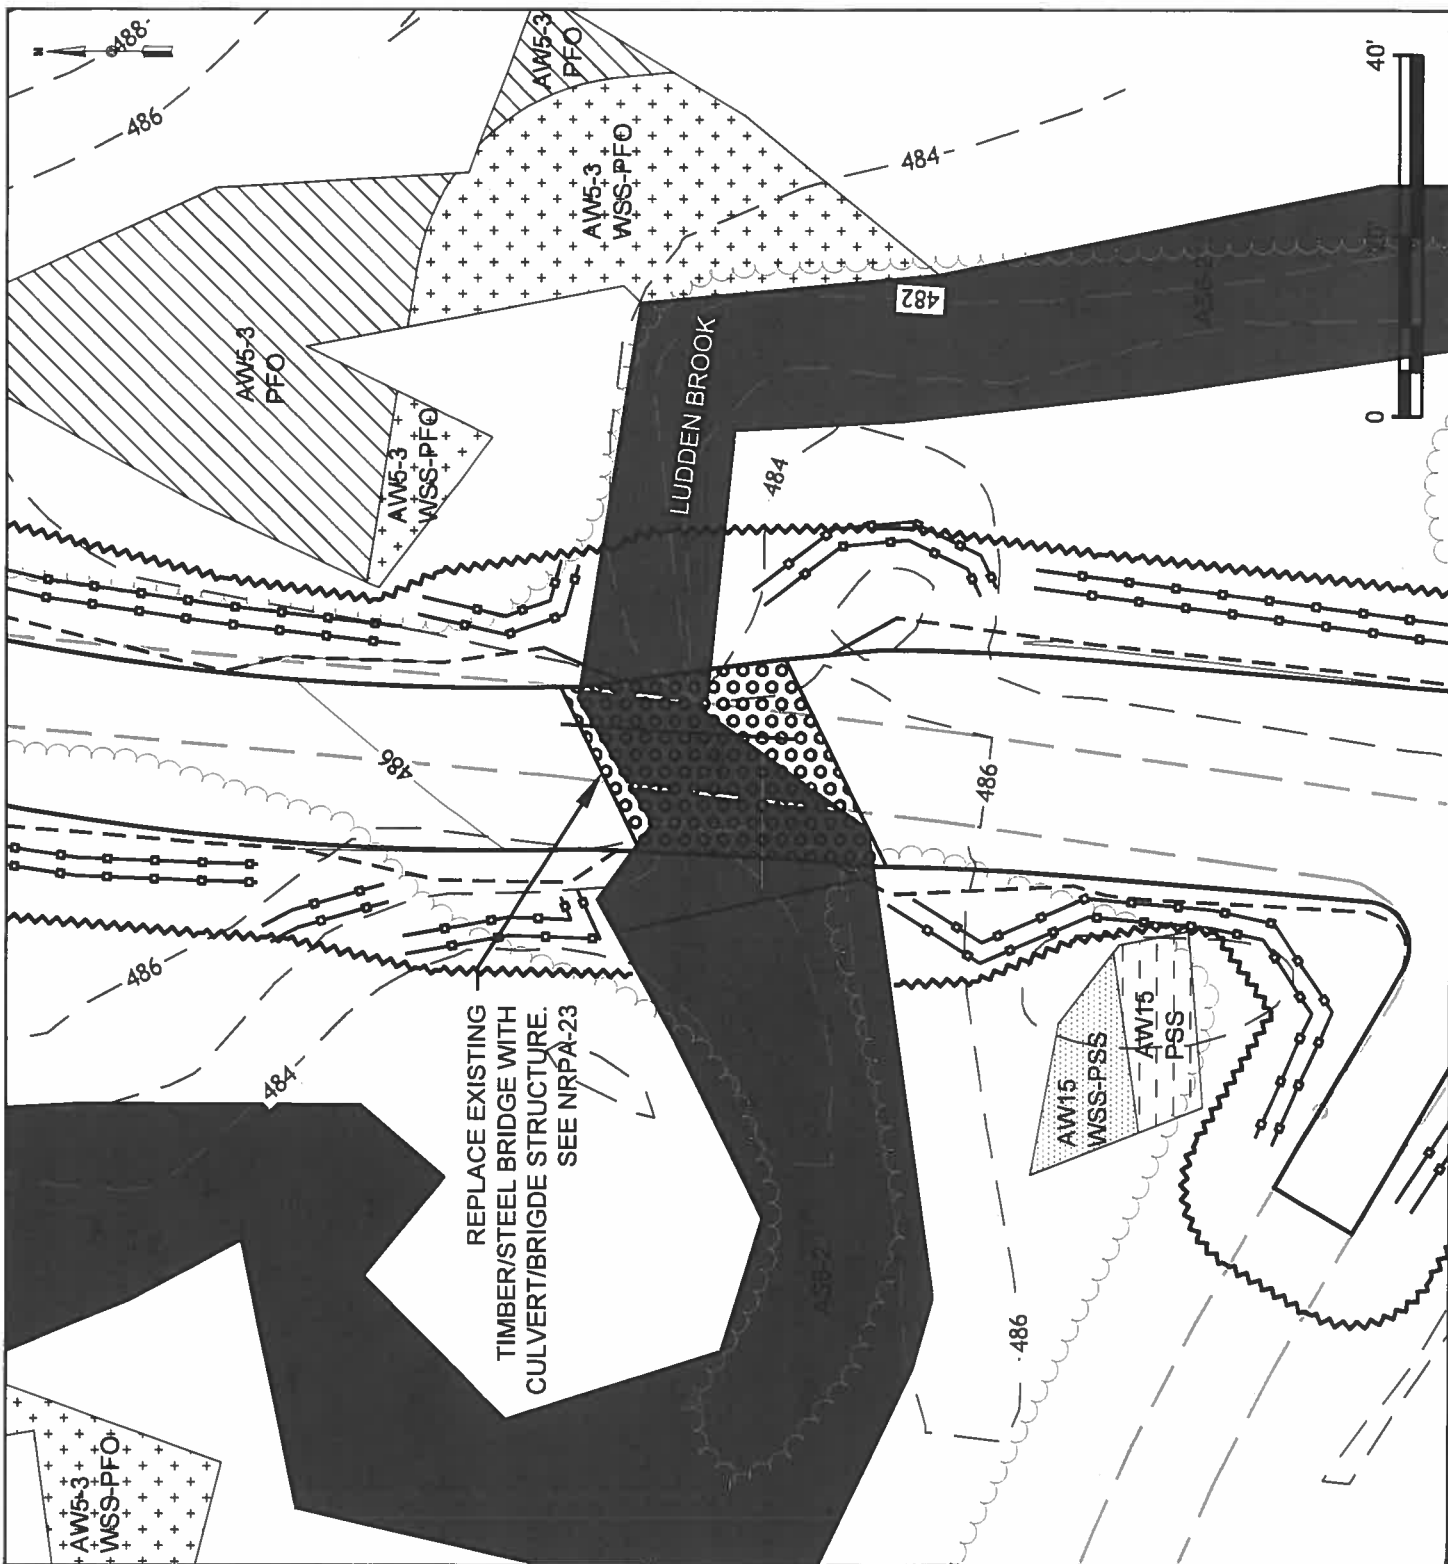 N
488
486
AW5-3
PFO
AW5-3
WSS-PFO
484
40'
AW5-3
PFO
AW5-3
WSS-PFO
LUDDEN BROOK
482
484
0
486
486
486
REPLACE EXISTING
TIMBER/STEEL BRIDGE WITH
CULVERT/BRIGDE STRUCTURE.
SEE NRPA-23
484
AW15
WSS-PSS
AW15
PSS
486
AW5-3
WSS-PFO